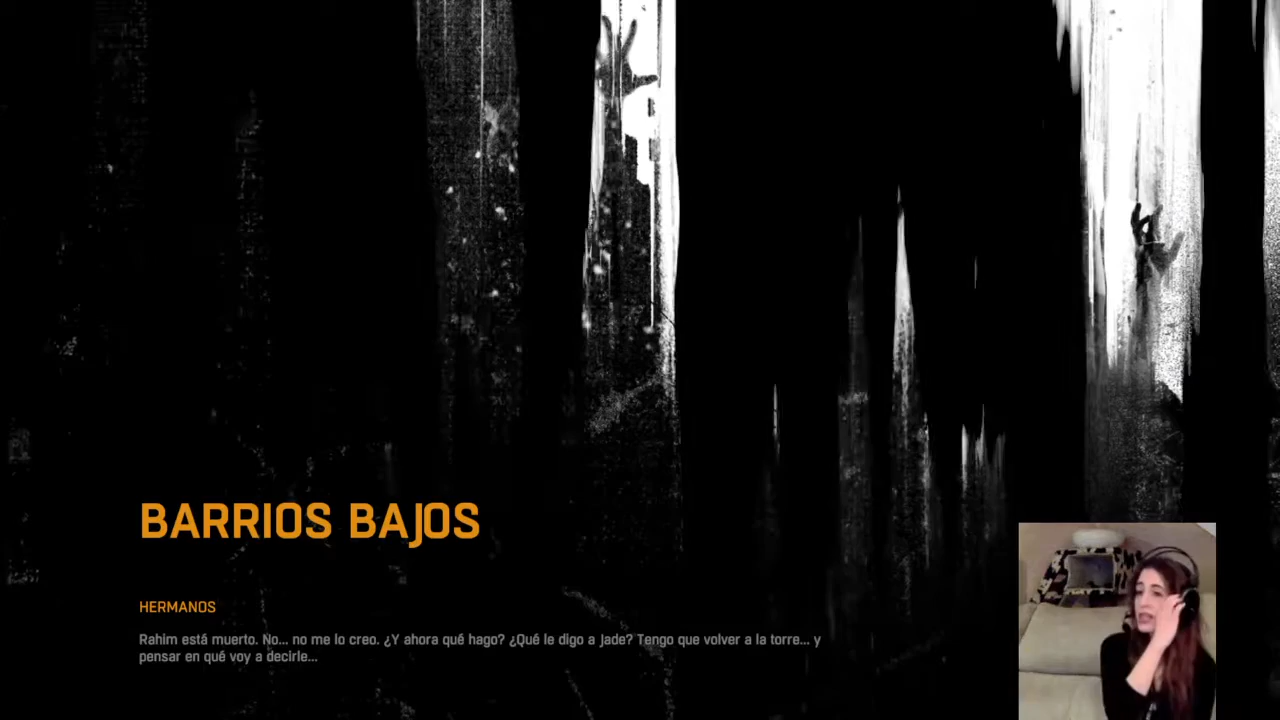 BARRIOS BAJOS
HERMANOS
Rahim está muerto. No... no me lo creo. ¿Y ahora qué hago? ¿Qué le digo a Jade? Tengo que volver a la torre... y
pensar en qué voy a decirle...